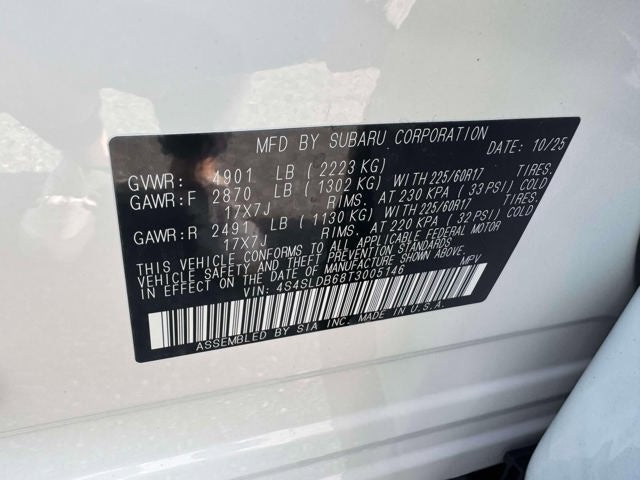 MFD BY SUBARU CORPORATION DATE: 10/25
GVWR: 4901 LB ( 2223 KG)
GAWR:F 2870 LB ( 1302 KG) WITH 225/60R17 TIRES.
17X7J RIMS. AT 230 KPA ( 33 PSI) COLD
GAWR:R 2491 LB ( 1130 KG) WITH 225/60R17 TIRES.
17X7J RIMS. AT 220 KPA ( 32 PSI) COLD
THIS VEHICLE CONFORMS TO ALL APPLICABLE FEDERAL MOTOR
VEHICLE SAFETY AND THEFT PREVENTION STANDARDS
IN EFFECT ON THE DATE OF MANUFACTURE SHOWN ABOVE.
VIN: 4S4SLDB68T3005146 MPV
ASSEMBLED BY SIA INC. MADE IN U.S.A.